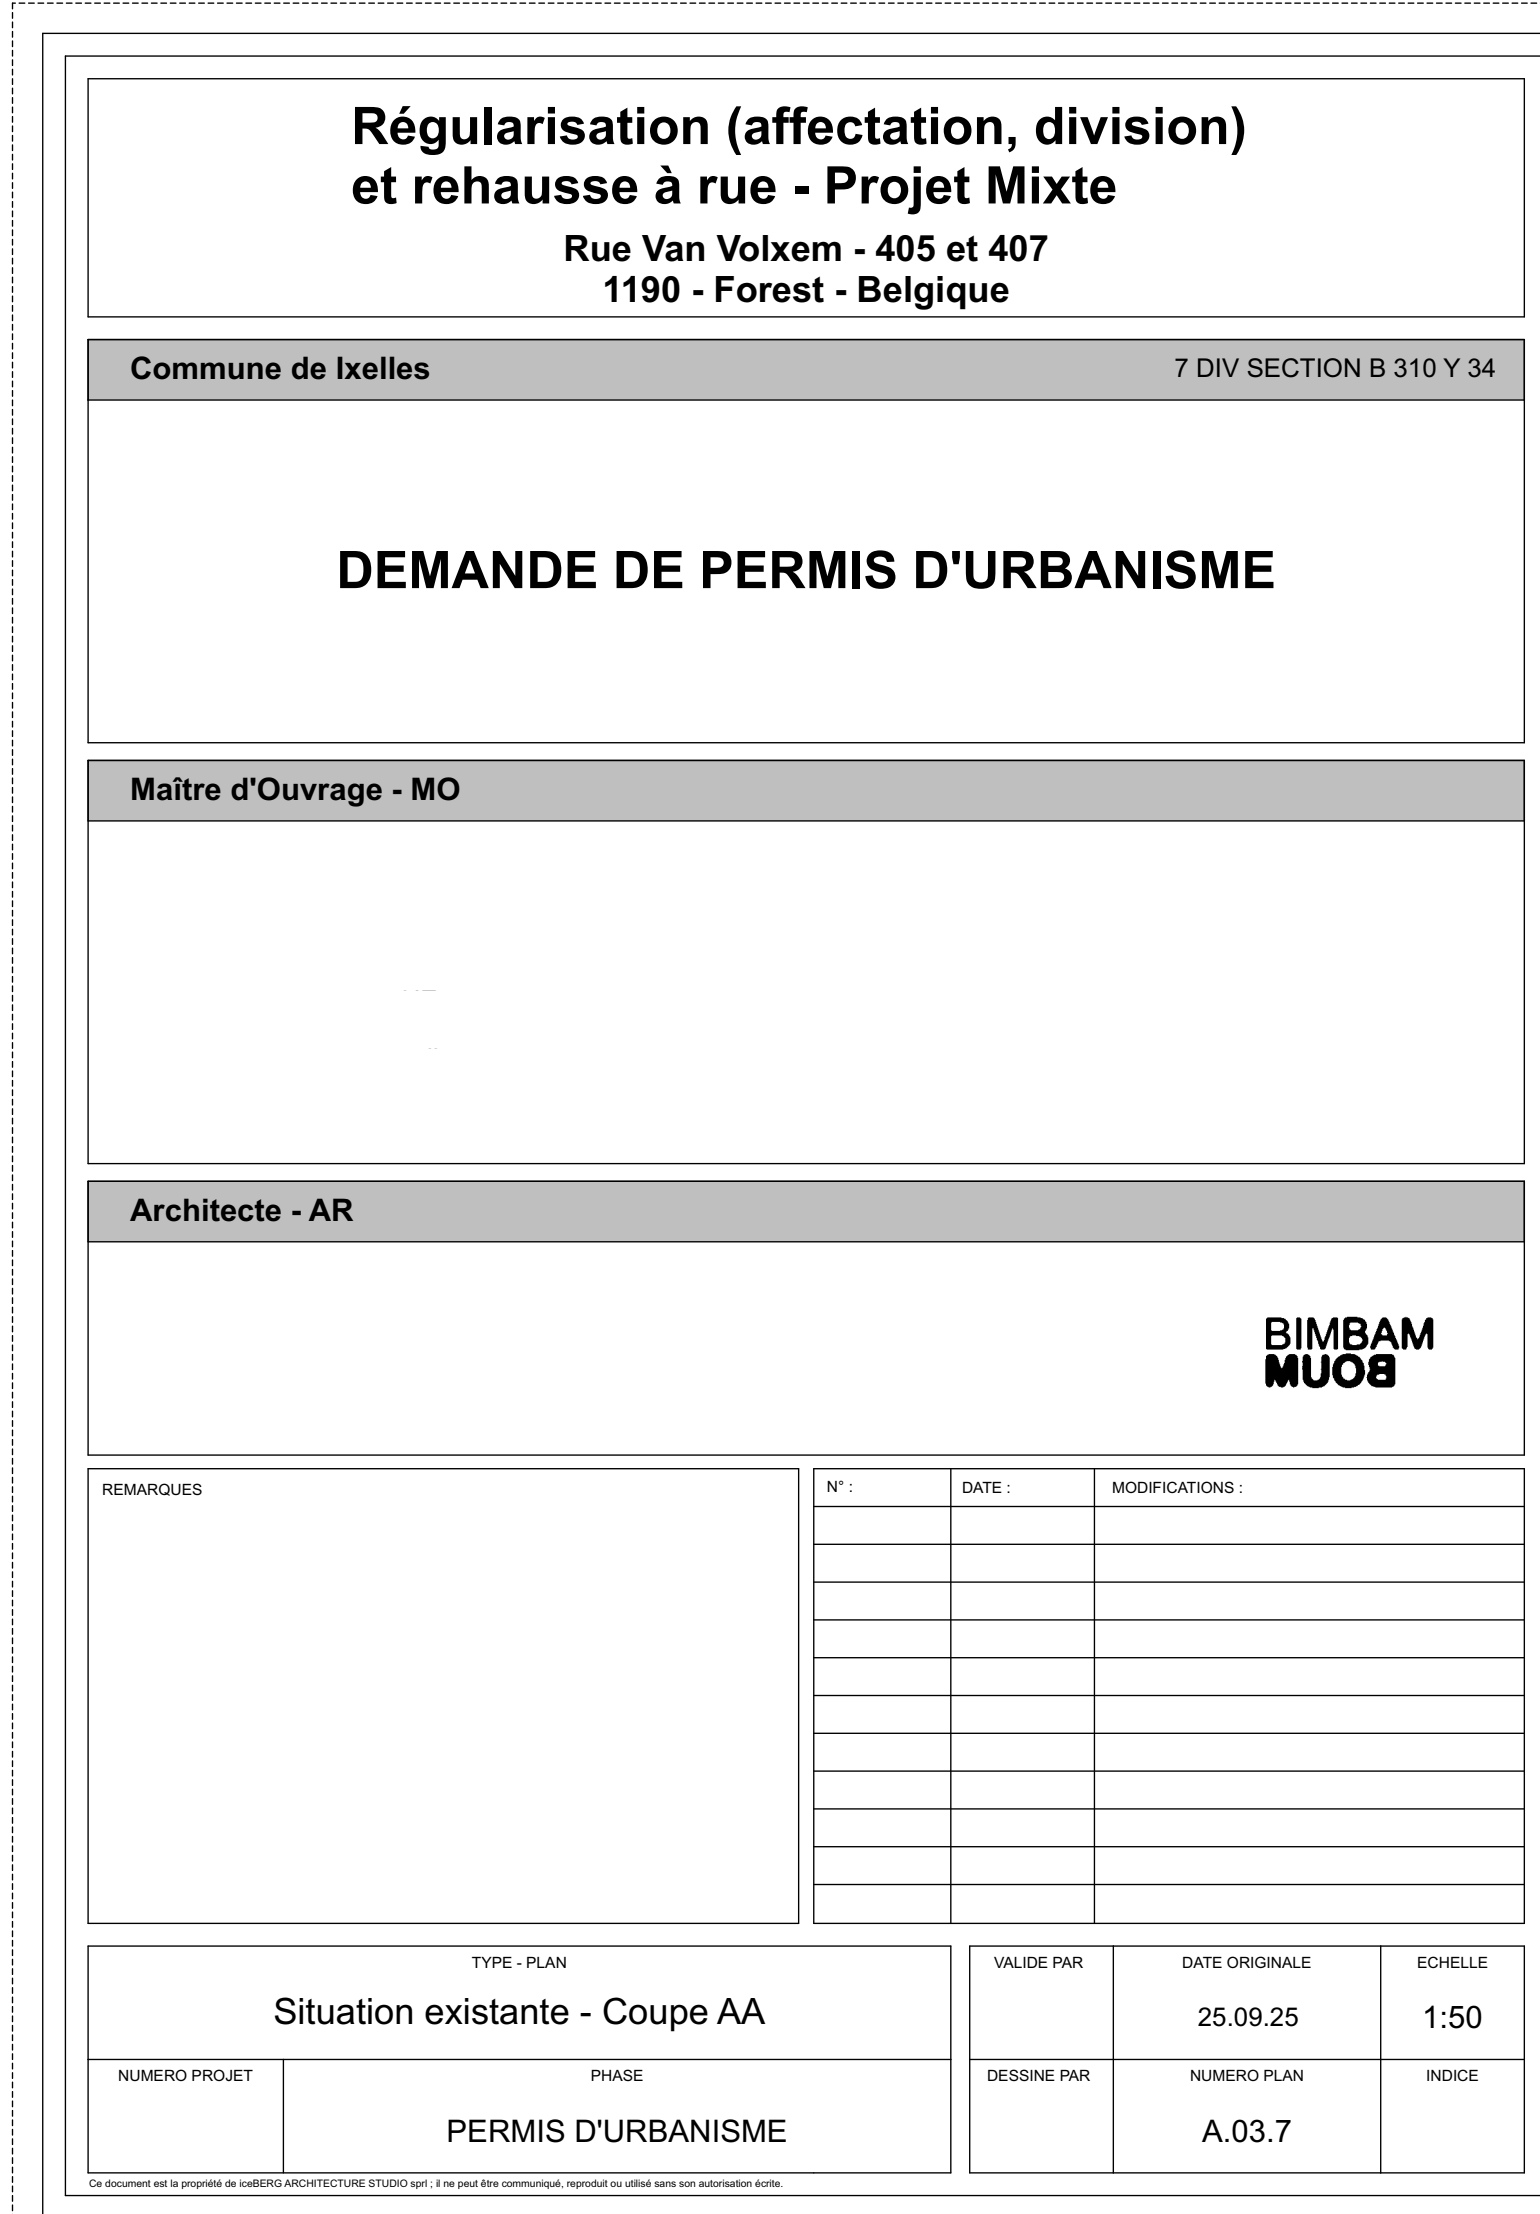 Régularisation (affectation, division)
et rehausse à rue - Projet Mixte
Rue Van Volxem - 405 et 407
1190 - Forest - Belgique
Commune de Ixelles 7 DIV SECTION B 310 Y 34
DEMANDE DE PERMIS D'URBANISME
Maître d'Ouvrage - MO
Architecte - AR
BIMBAM
BOUM
REMARQUES
N° : DATE : MODIFICATIONS :
TYPE - PLAN
Situation existante - Coupe AA
VALIDE PAR
DATE ORIGINALE
25.09.25
ECHELLE
1:50
NUMERO PROJET
PHASE
PERMIS D'URBANISME
DESSINE PAR
NUMERO PLAN
A.03.7
INDICE
Ce document est la propriété de iceBERG ARCHITECTURE STUDIO sprl ; il ne peut être communiqué, reproduit ou utilisé sans son autorisation écrite.